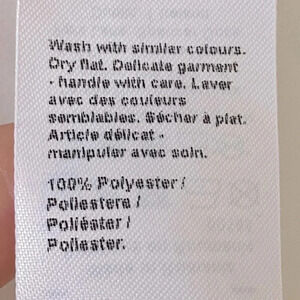 Wash with similar colours.
Dry flat. Delicate garment
- handle with care. Laver
avec des couleurs
semblables. Sécher à plat.
Article délicat -
manipuler avec soin.
100% Polyester /
Poliestere /
Poliéster /
Poliester.